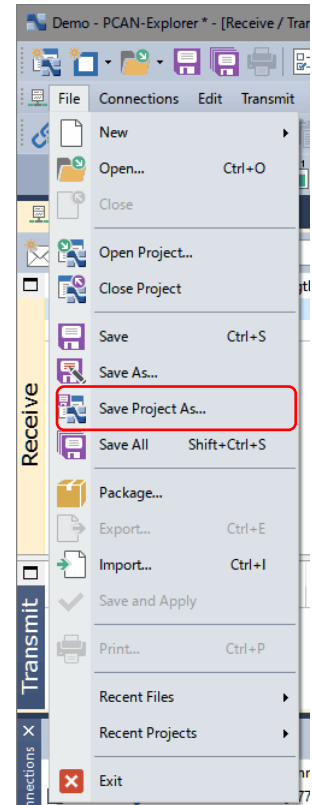 Demo - PCAN-Explorer * - [Receive / Tran
File Connections Edit Transmit
New
Open... Ctrl+O
Close
Open Project...
Close Project
Save Ctrl+S
Save As...
Save Project As...
Save All Shift+Ctrl+S
Package...
Export... Ctrl+E
Import... Ctrl+I
Save and Apply
Print... Ctrl+P
Recent Files
Recent Projects
Exit
Receive
Transmit
nnections